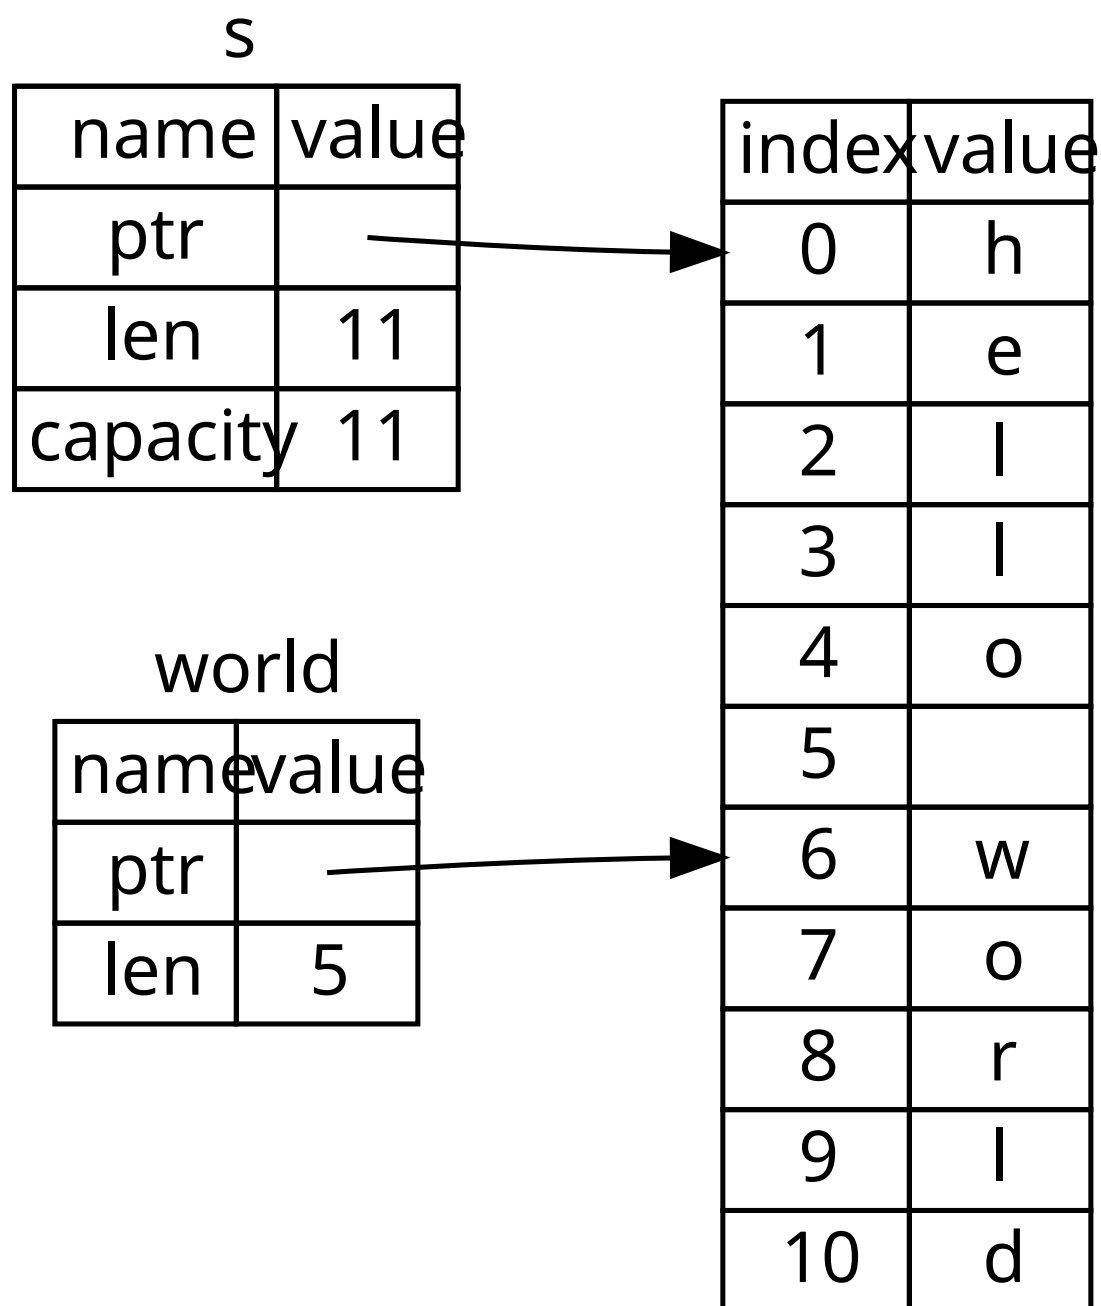 s
name value
ptr
len 11
capacity 11
world
name value
ptr
len 5
index value
0 h
1 e
2 l
3 l
4 o
5
6 w
7 o
8 r
9 l
10 d